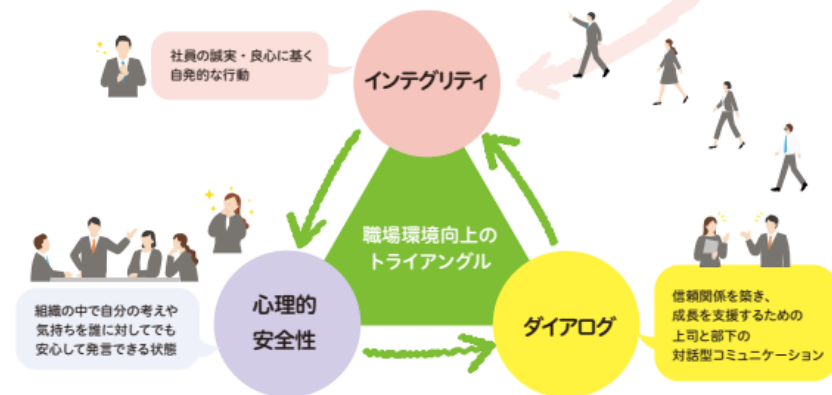 社員の誠実・良心に基く
自発的な行動
インテグリティ
職場環境向上の
トライアングル
組織の中で自分の考えや
気持ちを誰に対してでも
安心して発言できる状態
心理的
安全性
ダイアログ
信頼関係を築き、
成長を支援するための
上司と部下の
対話型コミュニケーション